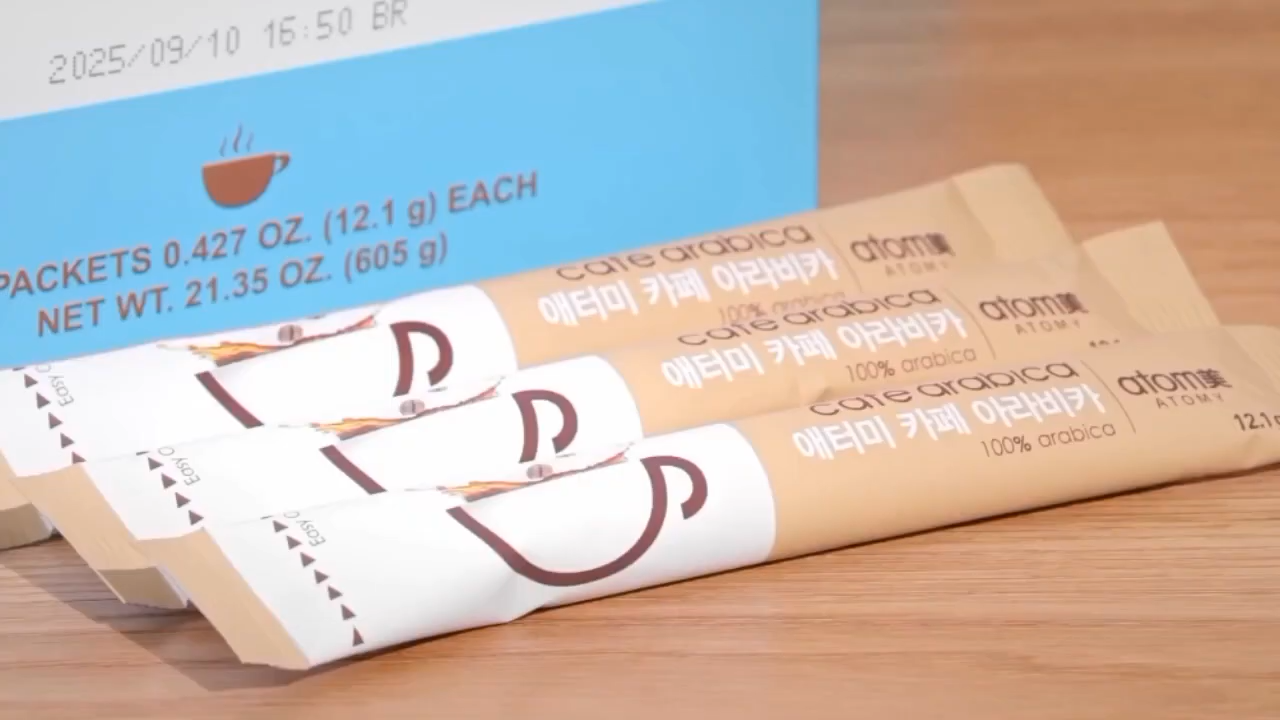 2025/09/10 16:50 BR
PACKETS 0.427 OZ. (12.1 g) EACH
NET WT. 21.35 OZ. (605 g)
cafe arabica
애터미 카페 아라비카
100% arabica
atom美
ATOMY
Easy
cafe arabica
애터미 카페 아라비카
100% arabica
atom美
ATOMY
Easy
cafe arabica
애터미 카페 아라비카
100% arabica
atom美
ATOMY
12.1g
Easy